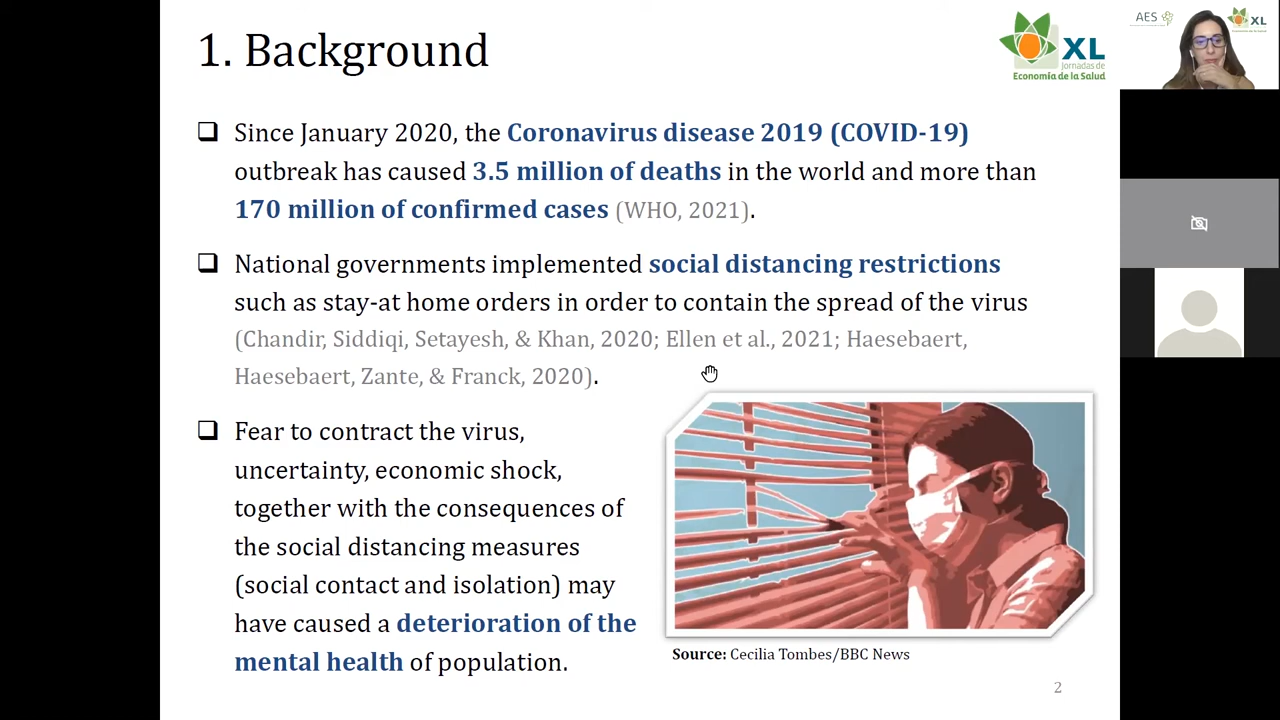 1. Background
XL
Jornadas de
Economía de la Salud
AES
XL
Since January 2020, the Coronavirus disease 2019 (COVID-19)
outbreak has caused 3.5 million of deaths in the world and more than
170 million of confirmed cases (WHO, 2021).
National governments implemented social distancing restrictions
such as stay-at home orders in order to contain the spread of the virus
(Chandir, Siddiqi, Setayesh, & Khan, 2020; Ellen et al., 2021; Haesebaert,
Haesebaert, Zante, & Franck, 2020).
Fear to contract the virus,
uncertainty, economic shock,
together with the consequences of
the social distancing measures
(social contact and isolation) may
have caused a deterioration of the
mental health of population.
Source: Cecilia Tombes/BBC News
2